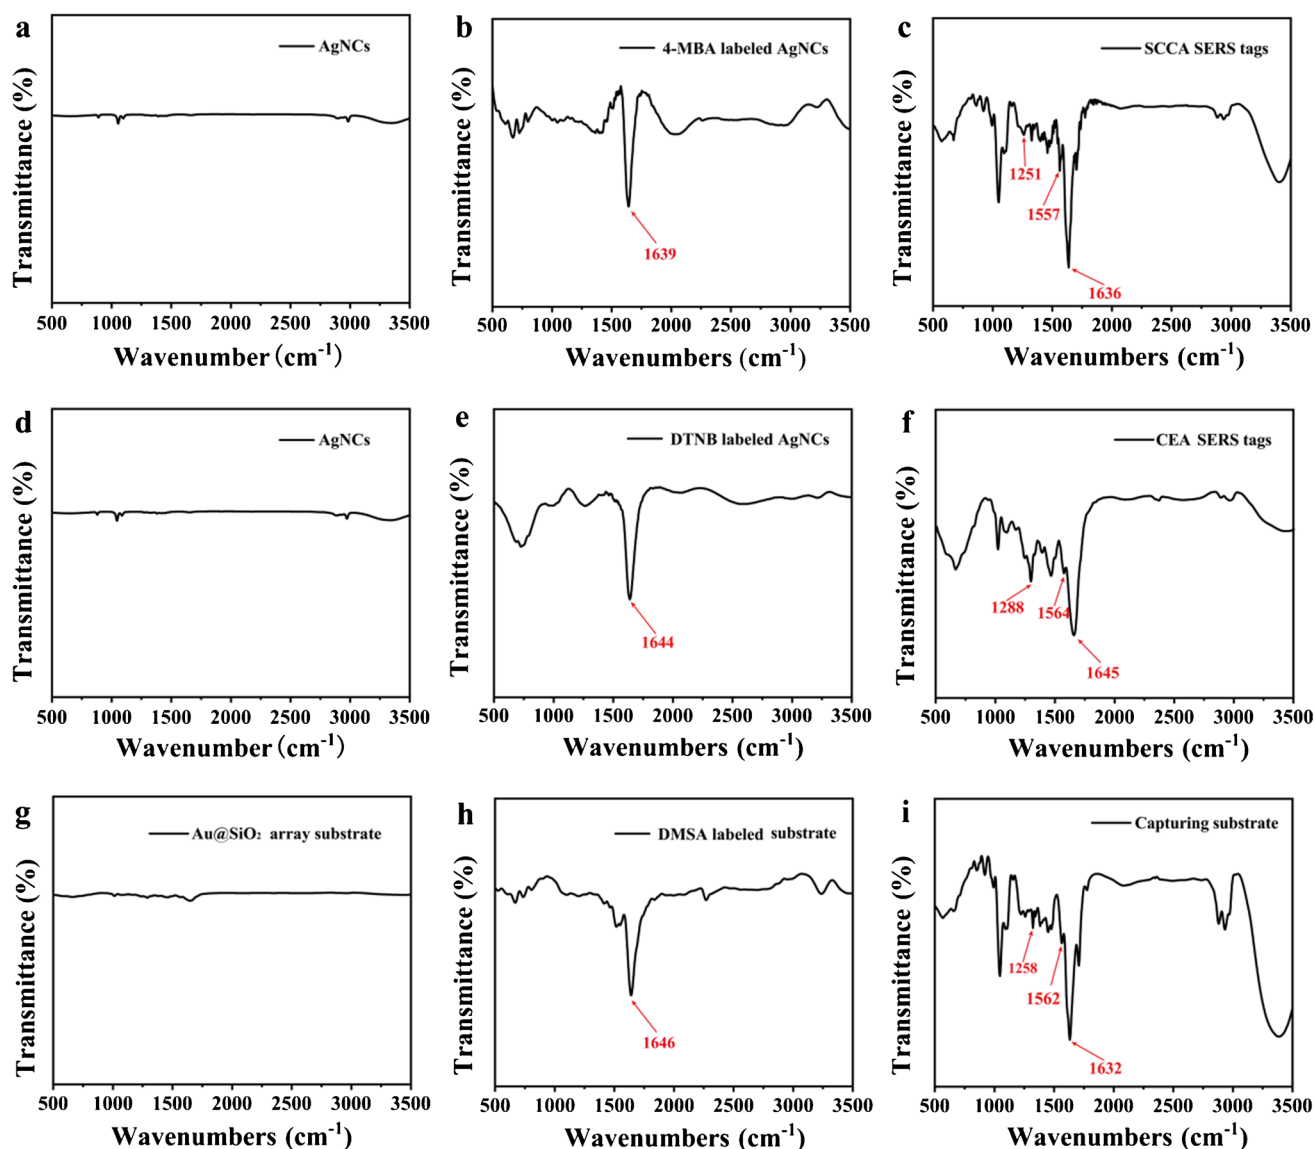 a
AgNCs
Transmittance (%)
500 1000 1500 2000 2500 3000 3500
Wavenumber（cm-1）
b
4-MBA labeled AgNCs
1639
Transmittance (%)
500 1000 1500 2000 2500 3000 3500
Wavenumbers (cm-1)
c
SCCA SERS tags
1251
1557
1636
Transmittance (%)
500 1000 1500 2000 2500 3000 3500
Wavenumbers (cm-1)
d
AgNCs
Transmittance (%)
500 1000 1500 2000 2500 3000 3500
Wavenumber（cm-1）
e
DTNB labeled AgNCs
1644
Transmittance (%)
500 1000 1500 2000 2500 3000 3500
Wavenumbers (cm-1)
f
CEA SERS tags
1288
1564
1645
Transmittance (%)
500 1000 1500 2000 2500 3000 3500
Wavenumbers (cm-1)
g
Au@SiO₂ array substrate
Transmittance (%)
500 1000 1500 2000 2500 3000 3500
Wavenumbers (cm-1)
h
DMSA labeled substrate
1646
Transmittance (%)
500 1000 1500 2000 2500 3000 3500
Wavenumbers (cm-1)
i
Capturing substrate
1258
1562
1632
Transmittance (%)
500 1000 1500 2000 2500 3000 3500
Wavenumbers (cm-1)